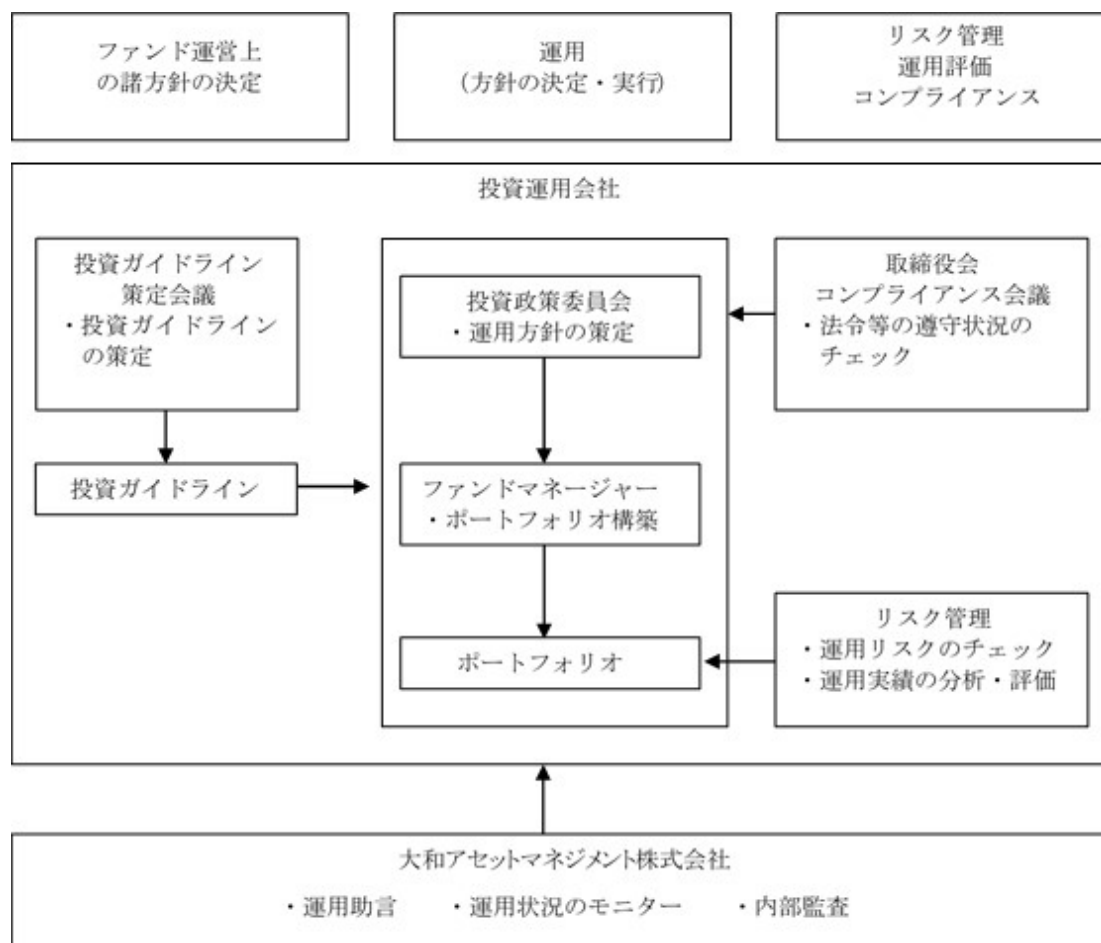 ファンド運営上
の諸方針の決定
運用
(方針の決定・実行)
リスク管理
運用評価
コンプライアンス
投資運用会社
投資ガイドライン
策定会議
・投資ガイドライン
の策定
投資政策委員会
・運用方針の策定
取締役会
コンプライアンス会議
・法令等の遵守状況の
チェック
投資ガイドライン
ファンドマネージャー
・ポートフォリオ構築
ポートフォリオ
リスク管理
・運用リスクのチェック
・運用実績の分析・評価
大和アセットマネジメント株式会社
・運用助言 ・運用状況のモニター ・内部監査